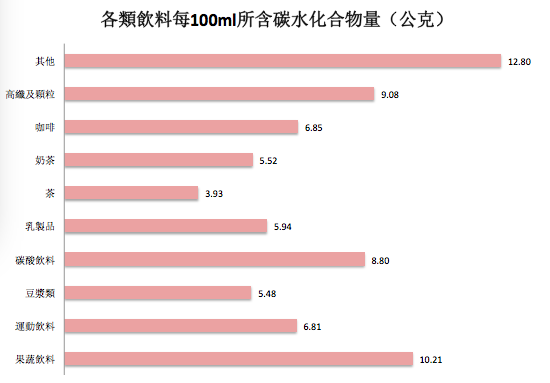 各類飲料每100ml所含碳水化合物量（公克）
其他 12.80
高纖及顆粒 9.08
咖啡 6.85
奶茶 5.52
茶 3.93
乳製品 5.94
碳酸飲料 8.80
豆漿類 5.48
運動飲料 6.81
果蔬飲料 10.21